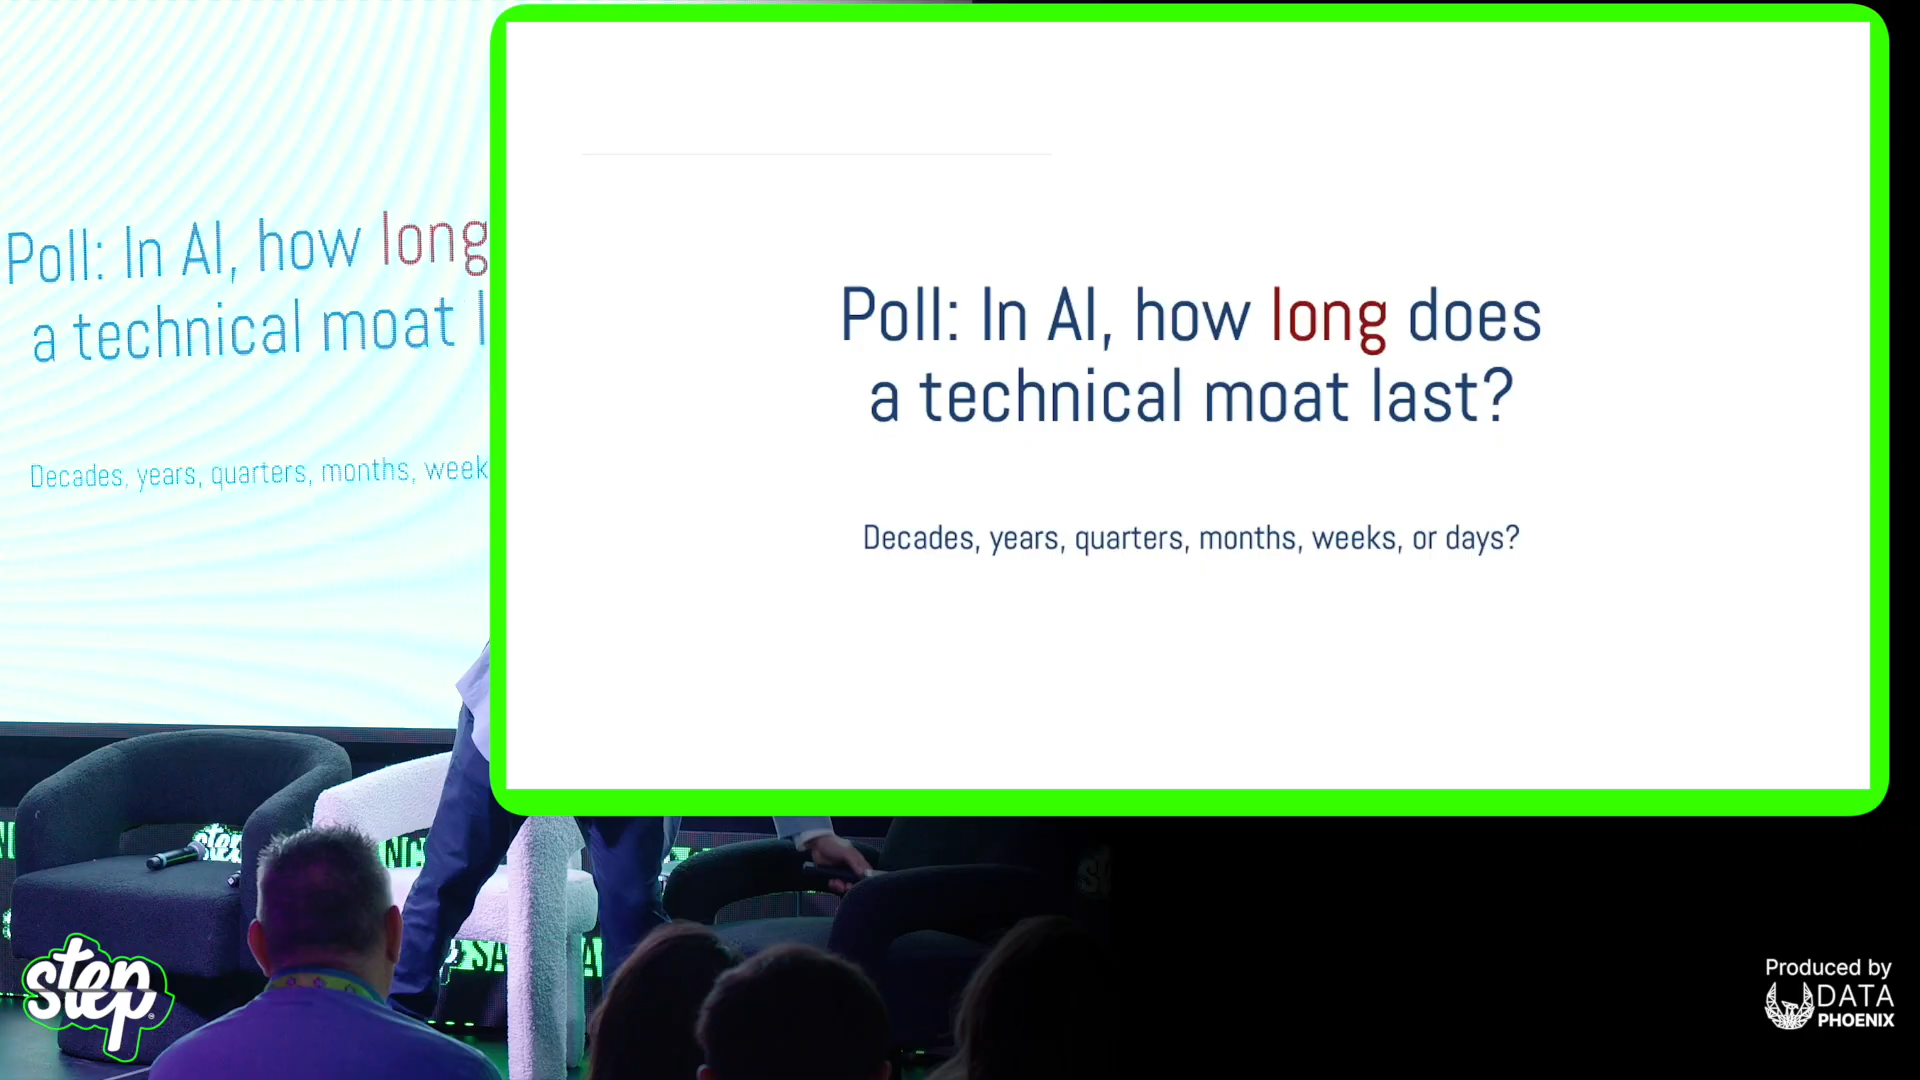 Poll: In AI, how long
a technical moat l
Decades, years, quarters, months, week
Poll: In AI, how long does
a technical moat last?
Decades, years, quarters, months, weeks, or days?
step
step
Produced by
DATA
PHOENIX